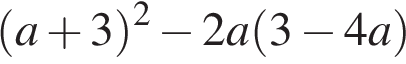 (a + 3)² − 2a(3 − 4a)